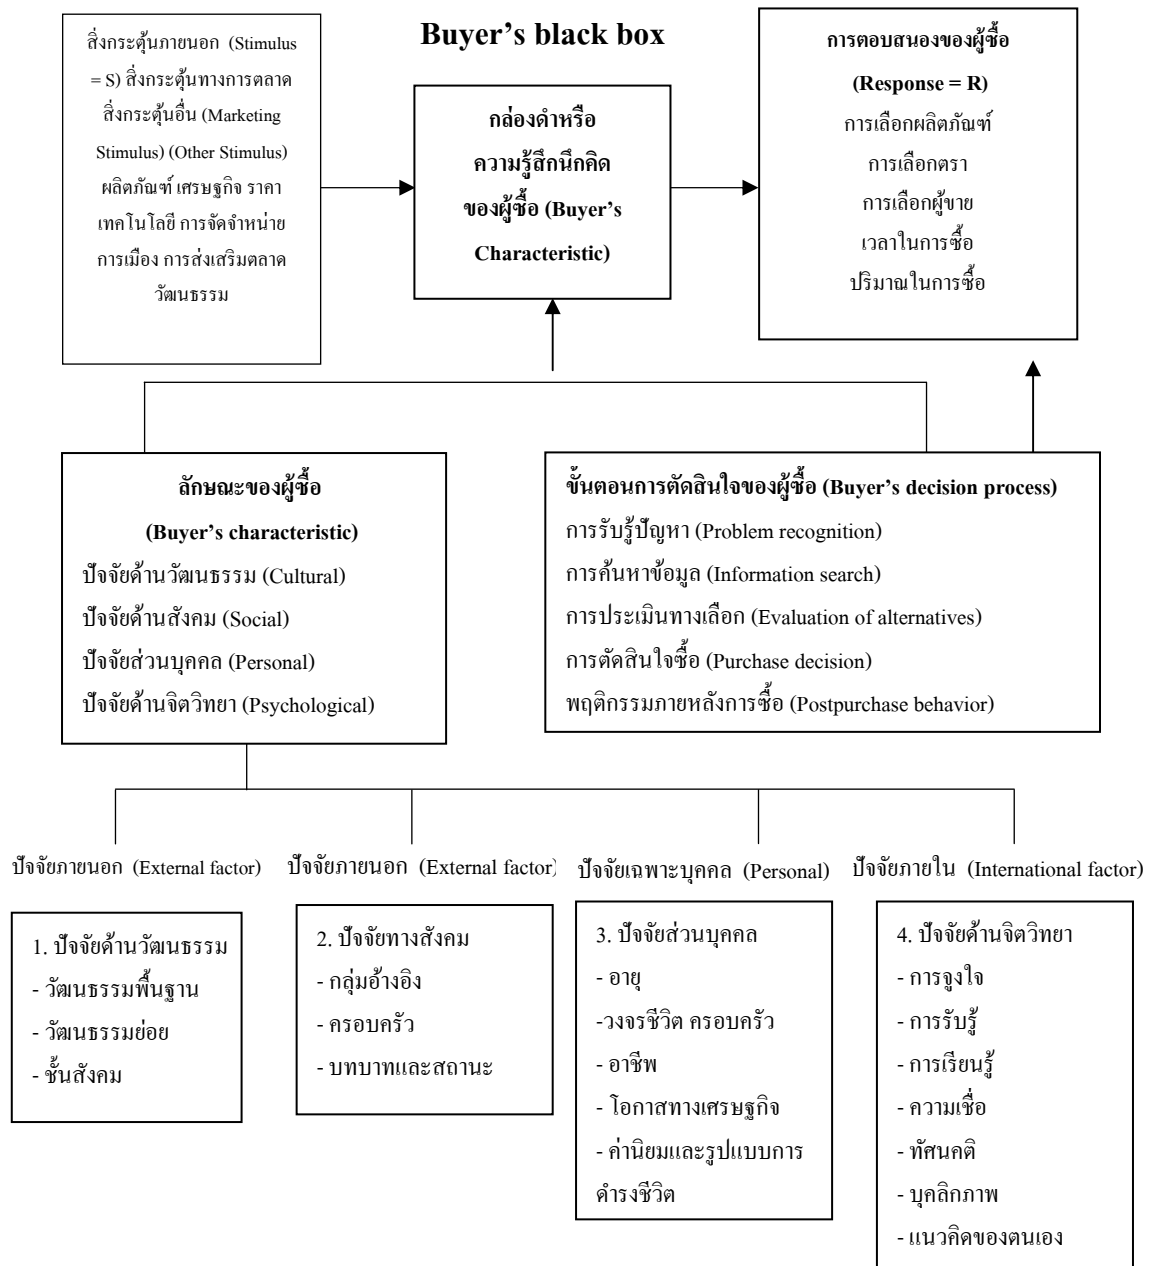 สิ่งกระตุ้นภายนอก (Stimulus
= S) สิ่งกระตุ้นทางการตลาด
สิ่งกระตุ้นอื่น (Marketing
Stimulus) (Other Stimulus)
ผลิตภัณฑ์ เศรษฐกิจ ราคา
เทคโนโลยี การจัดจำหน่าย
การเมือง การส่งเสริมตลาด
วัฒนธรรม
Buyer’s black box
กล่องดำหรือ
ความรู้สึกนึกคิด
ของผู้ซื้อ (Buyer’s
Characteristic)
การตอบสนองของผู้ซื้อ
(Response = R)
การเลือกผลิตภัณฑ์
การเลือกตรา
การเลือกผู้ขาย
เวลาในการซื้อ
ปริมาณในการซื้อ
ลักษณะของผู้ซื้อ
(Buyer’s characteristic)
ปัจจัยด้านวัฒนธรรม (Cultural)
ปัจจัยด้านสังคม (Social)
ปัจจัยส่วนบุคคล (Personal)
ปัจจัยด้านจิตวิทยา (Psychological)
ขั้นตอนการตัดสินใจของผู้ซื้อ (Buyer’s decision process)
การรับรู้ปัญหา (Problem recognition)
การค้นหาข้อมูล (Information search)
การประเมินทางเลือก (Evaluation of alternatives)
การตัดสินใจซื้อ (Purchase decision)
พฤติกรรมภายหลังการซื้อ (Postpurchase behavior)
ปัจจัยภายนอก (External factor)
1. ปัจจัยด้านวัฒนธรรม
- วัฒนธรรมพื้นฐาน
- วัฒนธรรมย่อย
- ชั้นสังคม
ปัจจัยภายนอก (External factor)
2. ปัจจัยทางสังคม
- กลุ่มอ้างอิง
- ครอบครัว
- บทบาทและสถานะ
ปัจจัยเฉพาะบุคคล (Personal)
3. ปัจจัยส่วนบุคคล
- อายุ
-วงจรชีวิต ครอบครัว
- อาชีพ
- โอกาสทางเศรษฐกิจ
- ค่านิยมและรูปแบบการ
ดำรงชีวิต
ปัจจัยภายใน (International factor)
4. ปัจจัยด้านจิตวิทยา
- การจูงใจ
- การรับรู้
- การเรียนรู้
- ความเชื่อ
- ทัศนคติ
- บุคลิกภาพ
- แนวคิดของตนเอง